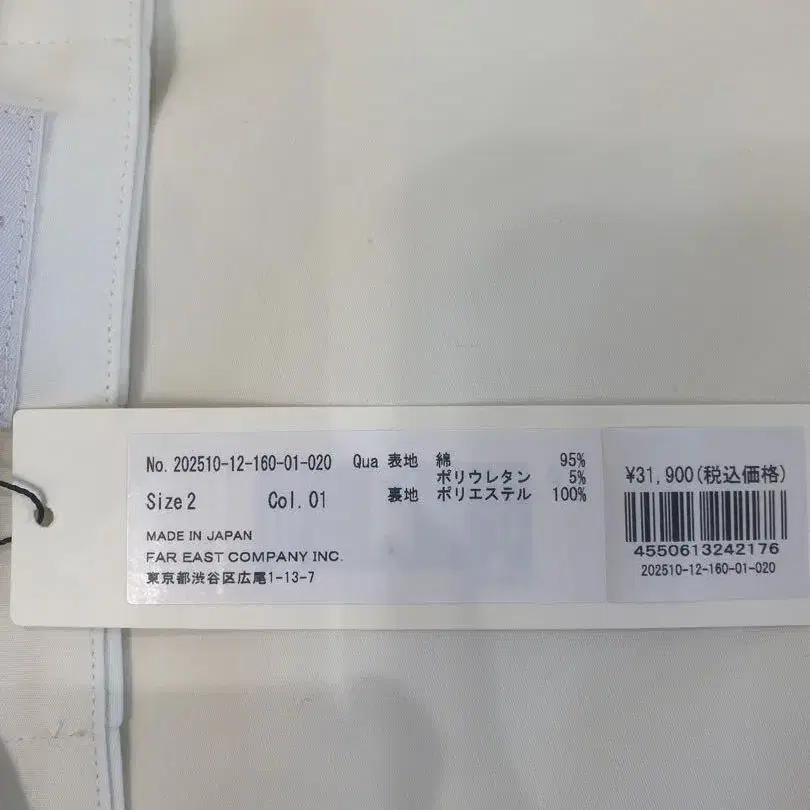 No. 202510-12-160-01-020 Qua 表地 綿 95%
ポリウレタン 5%
Size 2 Col. 01 裏地 ポリエステル 100%
MADE IN JAPAN
FAR EAST COMPANY INC.
東京都渋谷区広尾1-13-7
¥31,900(税込価格)
4550613242176
202510-12-160-01-020